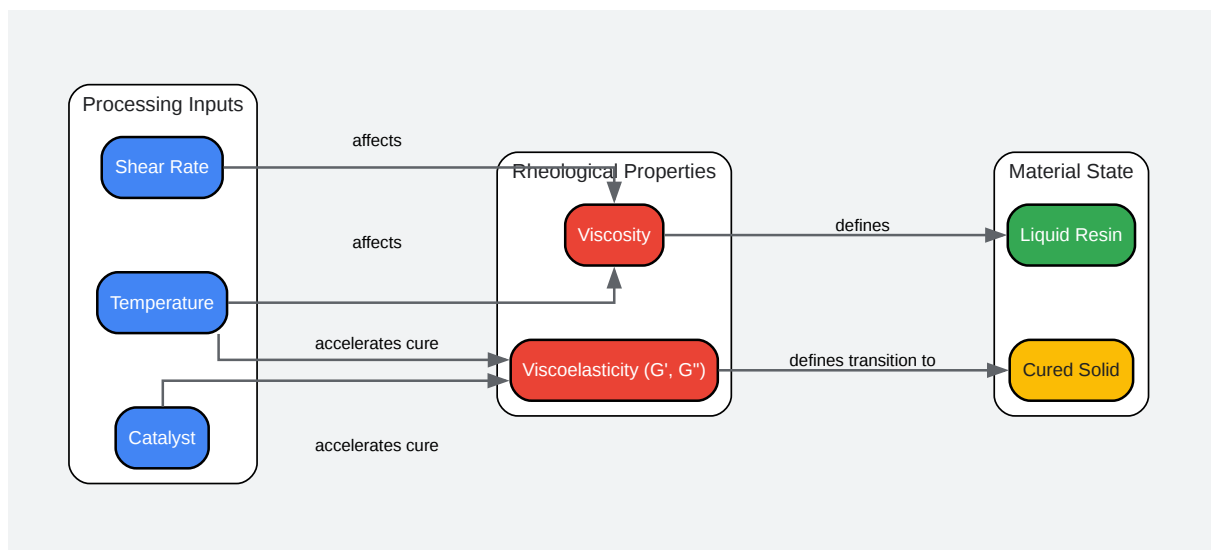 Processing Inputs
Shear Rate
affects
Temperature
affects
accelerates cure
Catalyst
accelerates cure
Rheological Properties
Viscosity
defines
Viscoelasticity (G', G'')
defines transition to
Material State
Liquid Resin
Cured Solid